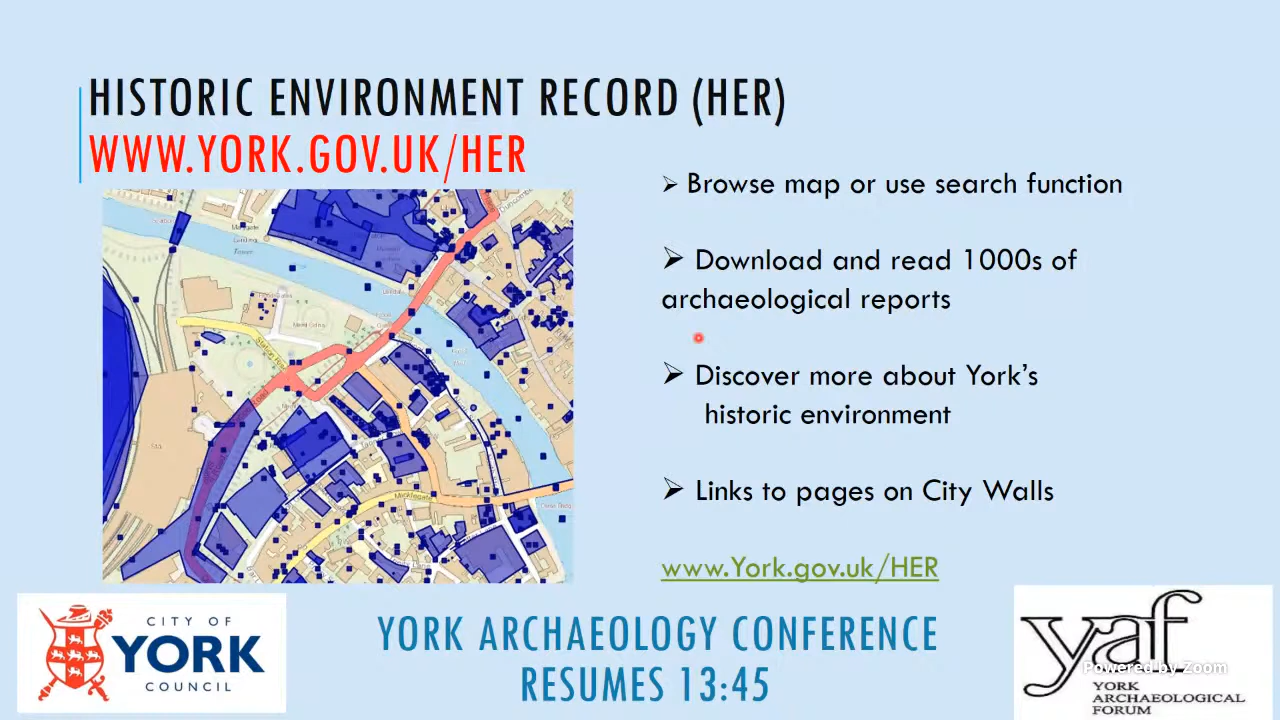 HISTORIC ENVIRONMENT RECORD (HER)
WWW.YORK.GOV.UK/HER
➢ Browse map or use search function
➢ Download and read 1000s of
archaeological reports
➢ Discover more about York's
historic environment
➢ Links to pages on City Walls
www.York.gov.uk/HER
Micklegate
CITY OF
YORK
COUNCIL
YORK ARCHAEOLOGY CONFERENCE
RESUMES 13:45
yaf
Powered by Zoom
YORK
ARCHAEOLOGICAL
FORUM